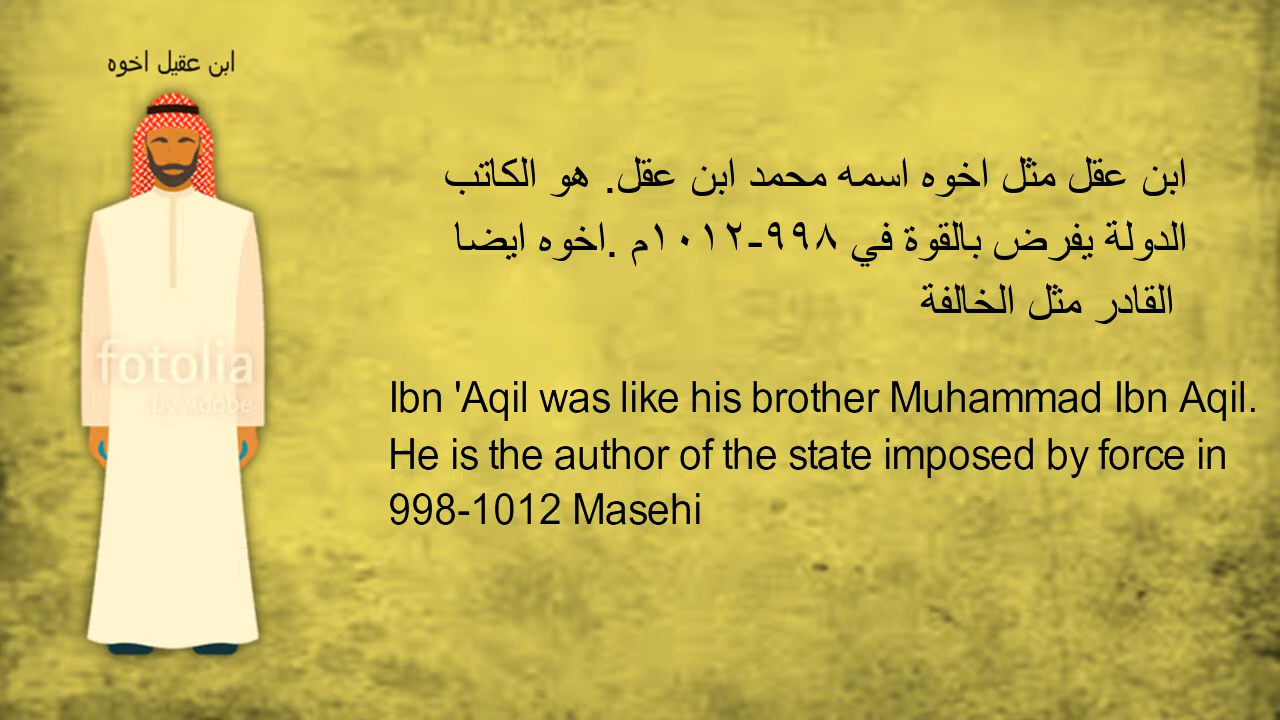 ابن عقيل اخوه
ابن عقل مثل اخوه اسمه محمد ابن عقل. هو الكاتب
الدولة يفرض بالقوة في ٩٩٨-١٠١٢م .اخوه ايضا
القادر مثل الخالفة
fotolia
by Adobe
Ibn 'Aqil was like his brother Muhammad Ibn Aqil.
He is the author of the state imposed by force in
998-1012 Masehi